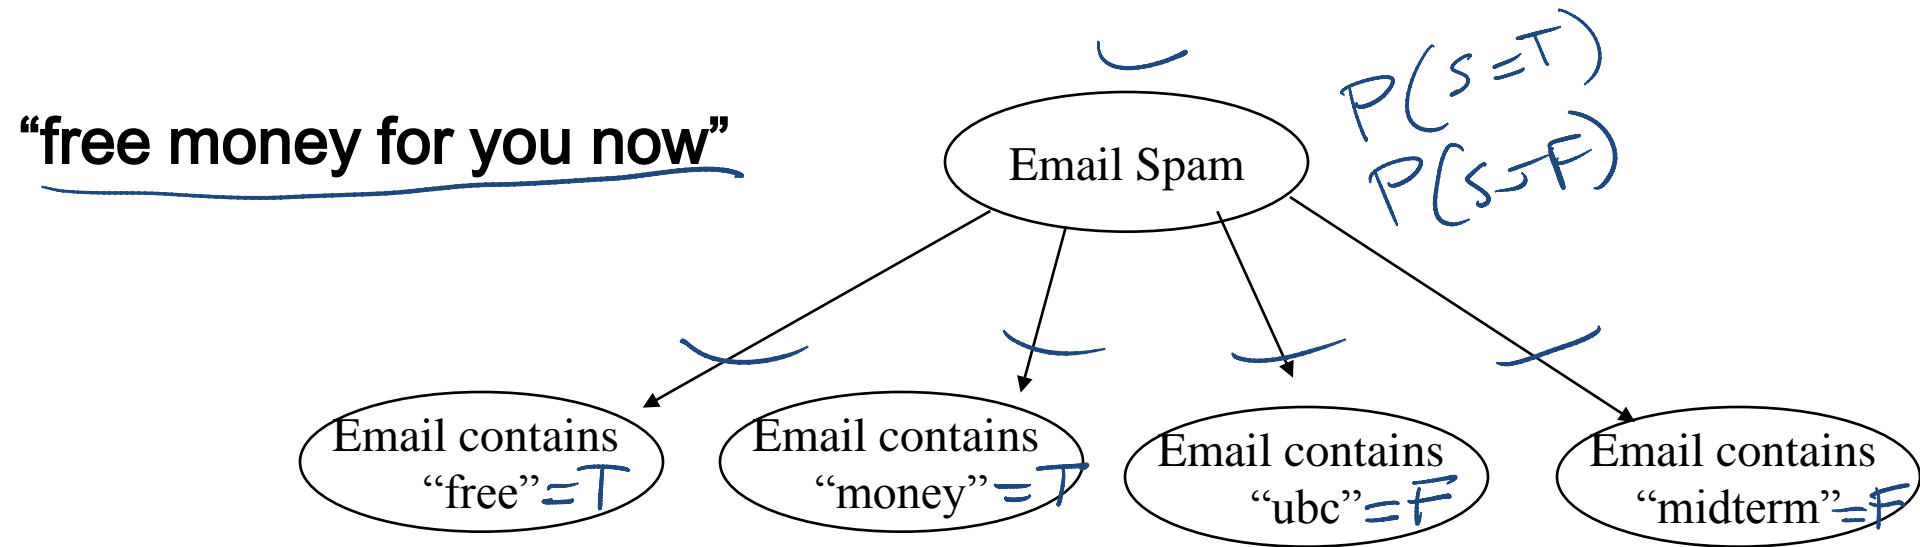 “free money for you now”
Email Spam
P(S=T)
P(S=F)
Email contains
“free” =T
Email contains
“money” =T
Email contains
“ubc” =F
Email contains
“midterm” =F